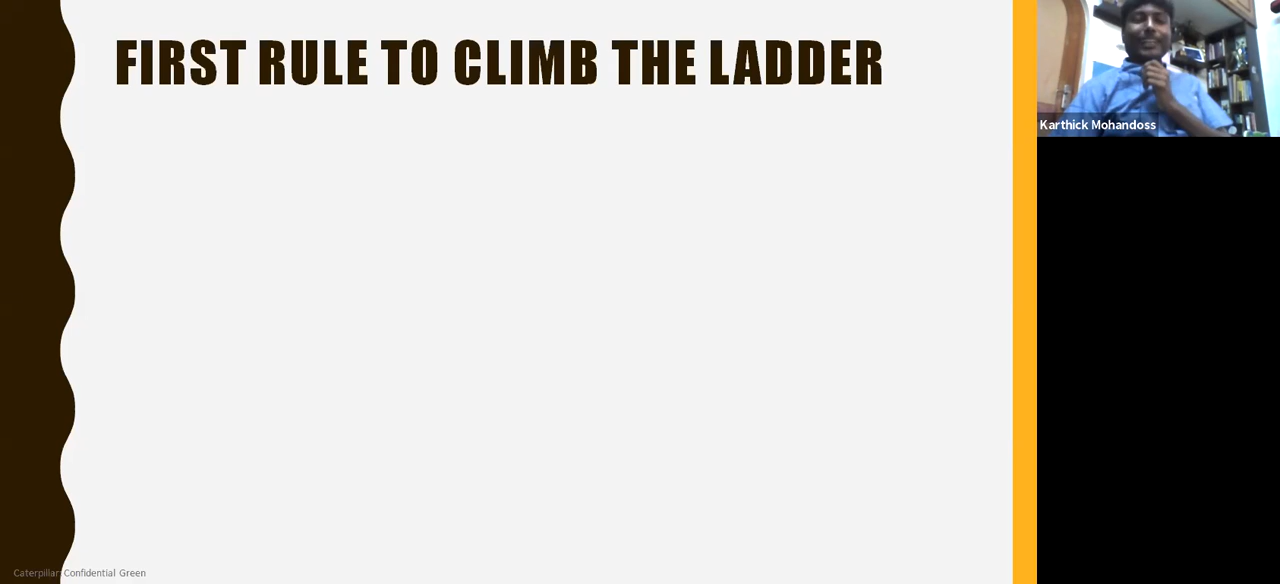 FIRST RULE TO CLIMB THE LADDER
Karthick Mohandoss
Caterpillar: Confidential Green